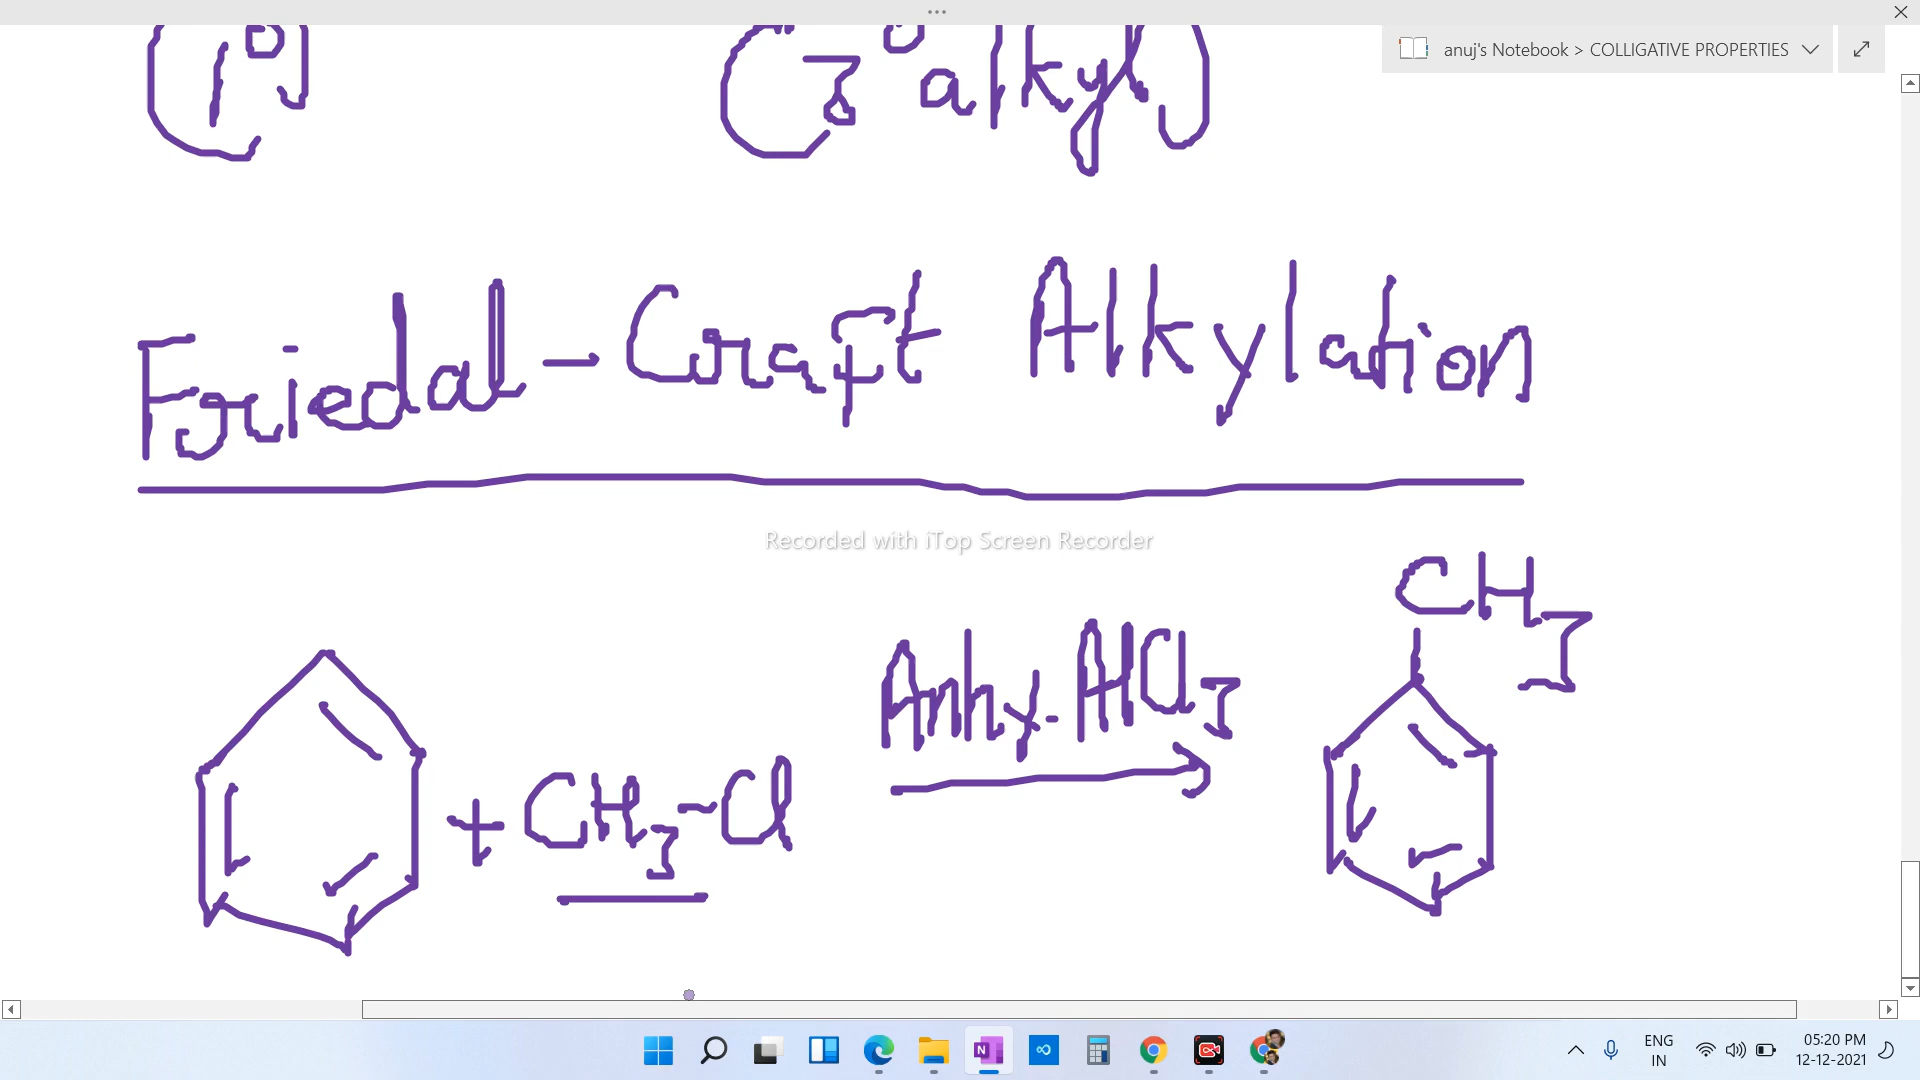 anuj's Notebook > COLLIGATIVE PROPERTIES
(1°)
(3° alkyl)
Friedal - Craft Alkylation
Recorded with iTop Screen Recorder
CH3
Anhy. AlCl3
+ CH3-Cl
ENG
IN
05:20 PM
12-12-2021